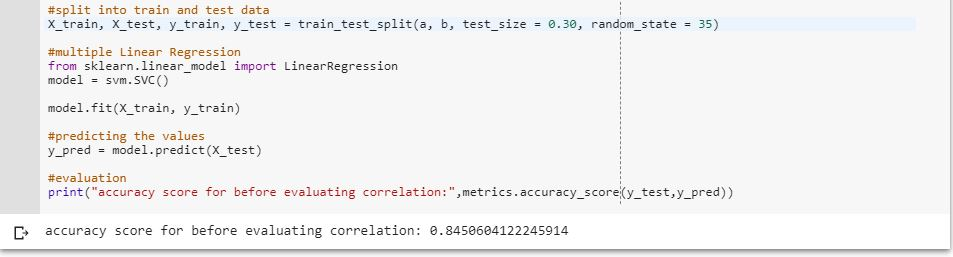 #split into train and test data
X_train, X_test, y_train, y_test = train_test_split(a, b, test_size = 0.30, random_state = 35)
#multiple Linear Regression
from sklearn.linear_model import LinearRegression
model = svm.SVC()
model.fit(X_train, y_train)
#predicting the values
y_pred = model.predict(X_test)
#evaluation
print("accuracy score for before evaluating correlation:",metrics.accuracy_score(y_test,y_pred))
accuracy score for before evaluating correlation: 0.8450604122245914